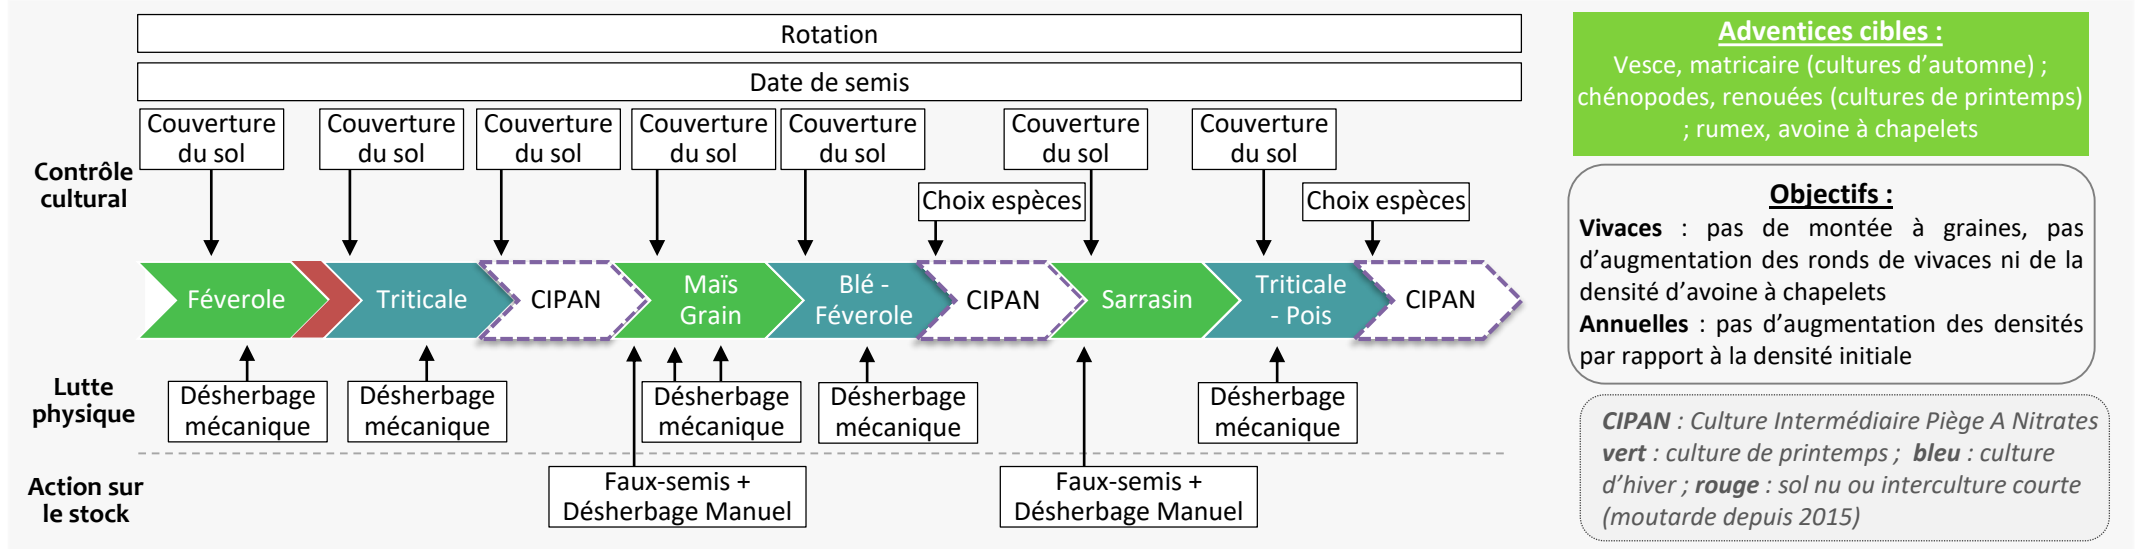 Rotation
Date de semis
Couverture
du sol
Couverture
du sol
Couverture
du sol
Couverture
du sol
Couverture
du sol
Couverture
du sol
Couverture
du sol
Contrôle
cultural
Choix espèces
Choix espèces
Féverole
Triticale
CIPAN
Maïs
Grain
Blé -
Féverole
CIPAN
Sarrasin
Triticale
- Pois
CIPAN
Lutte
physique
Désherbage
mécanique
Désherbage
mécanique
Désherbage
mécanique
Désherbage
mécanique
Désherbage
mécanique
Action sur
le stock
Faux-semis +
Désherbage Manuel
Faux-semis +
Désherbage Manuel
Adventices cibles :
Vesce, matricaire (cultures d'automne) ;
chénopodes, renouées (cultures de printemps)
; rumex, avoine à chapelets
Objectifs :
Vivaces : pas de montée à graines, pas
d'augmentation des ronds de vivaces ni de la
densité d'avoine à chapelets
Annuelles : pas d'augmentation des densités
par rapport à la densité initiale
CIPAN : Culture Intermédiaire Piège A Nitrates
vert : culture de printemps ; bleu : culture
d'hiver ; rouge : sol nu ou interculture courte
(moutarde depuis 2015)